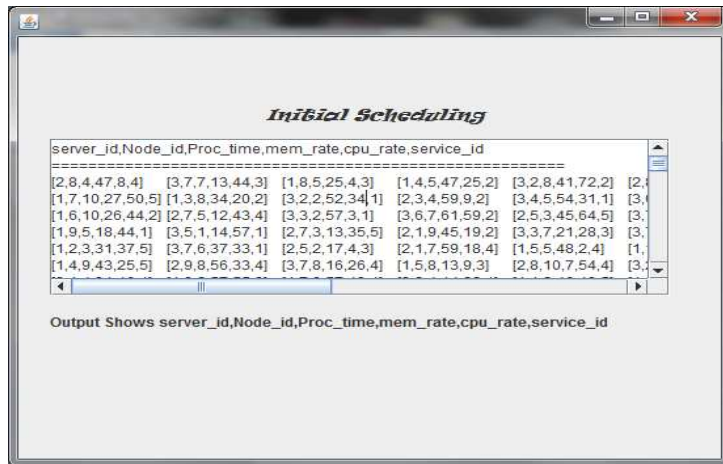 Initial Scheduling
server_id,Node_id,Proc_time,mem_rate,cpu_rate,service_id
==========================================================
[2,8,4,47,8,4] [3,7,7,13,44,3] [1,8,5,25,4,3] [1,4,5,47,25,2] [3,2,8,41,72,2]
[1,7,10,27,50,5] [1,3,8,34,20,2] [3,2,2,52,34,1] [2,3,4,59,9,2] [3,4,5,54,31,1]
[1,6,10,26,44,2] [2,7,5,12,43,4] [3,3,2,57,3,1] [3,6,7,61,59,2] [2,5,3,45,64,5]
[1,9,5,18,44,1] [3,5,1,14,57,1] [2,7,3,13,35,5] [2,1,9,45,19,2] [3,3,7,21,28,3]
[1,2,3,31,37,5] [3,7,6,37,33,1] [2,5,2,17,4,3] [2,1,7,59,18,4] [1,5,5,48,2,4]
[1,4,9,43,25,5] [2,9,8,56,33,4] [3,7,8,16,26,4] [1,5,8,13,9,3] [2,8,10,7,54,4]
Output Shows server_id,Node_id,Proc_time,mem_rate,cpu_rate,service_id